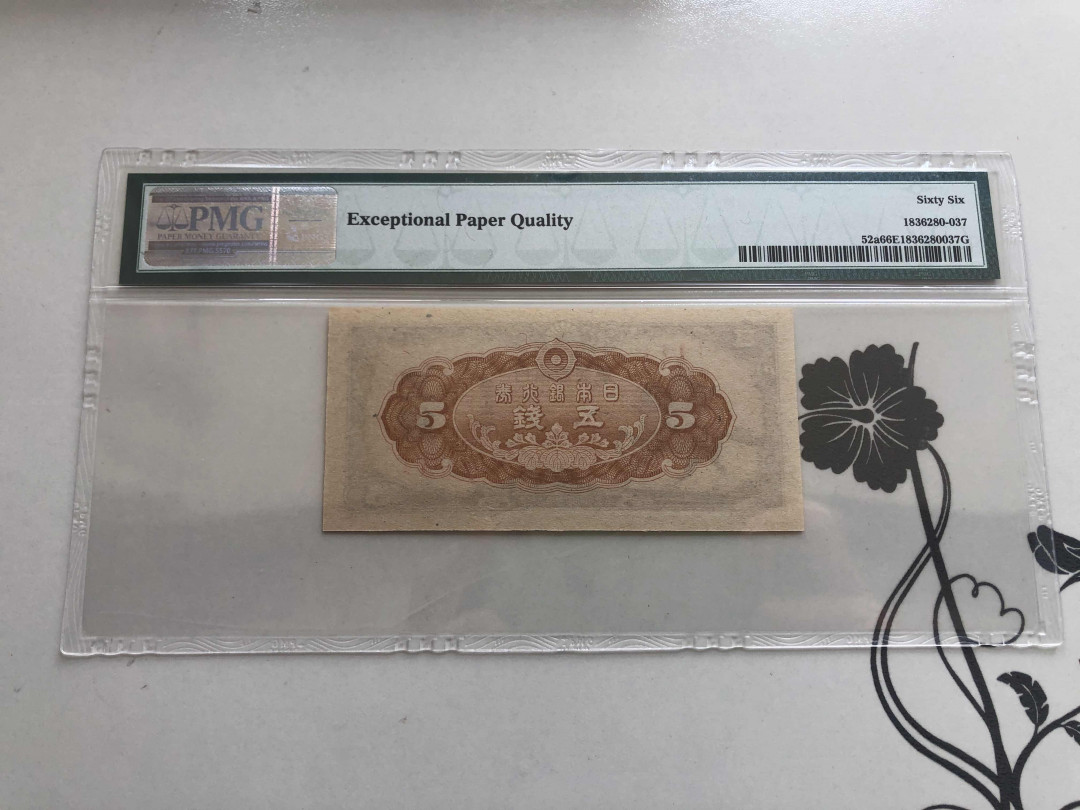 PMG
PAPER MONEY GUARANTY
Exceptional Paper Quality
Sixty Six
1836280-037
52a66E1836280037G
券行銀本日
錢五
5
5